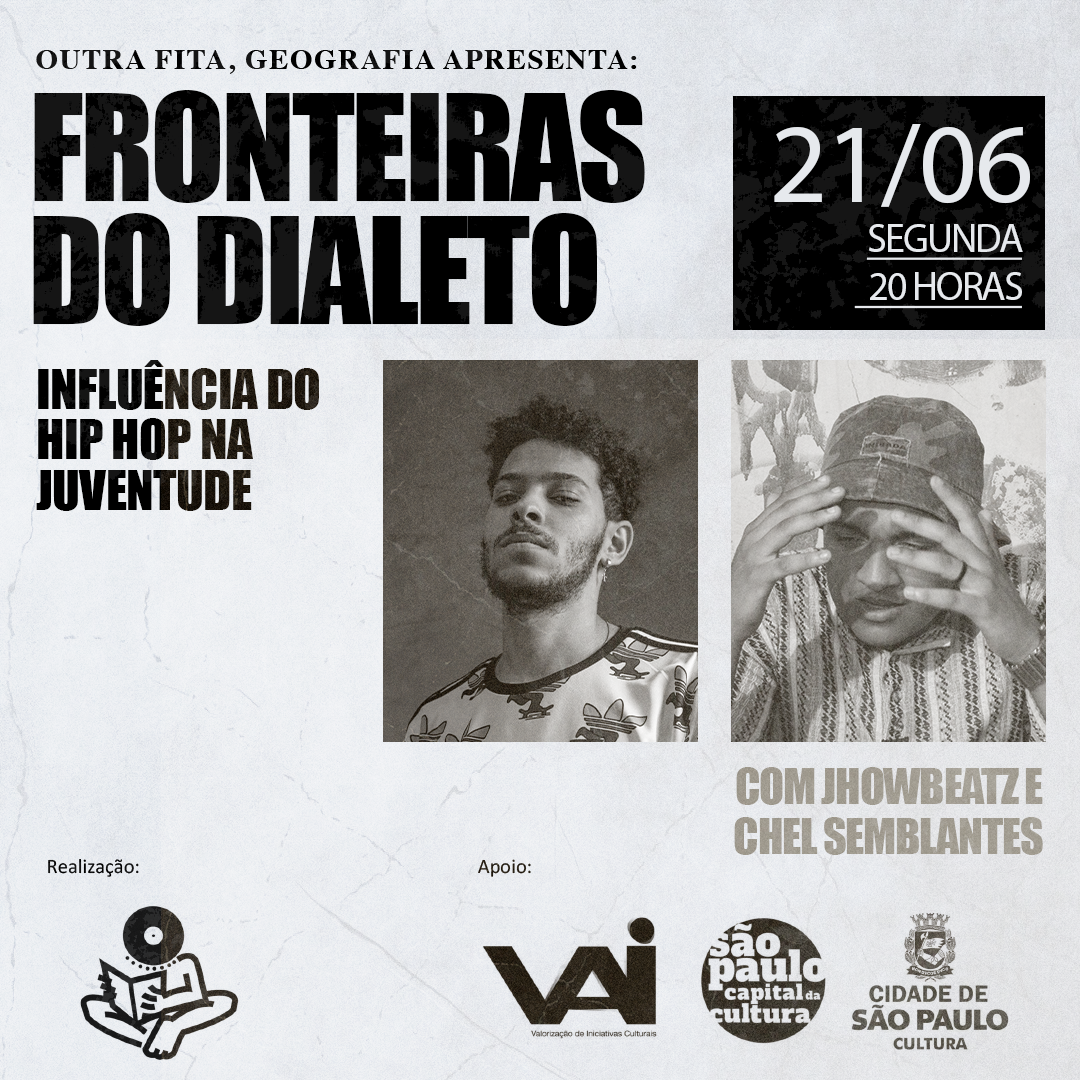 OUTRA FITA, GEOGRAFIA APRESENTA:
FRONTEIRAS
DO DIALETO
21/06
SEGUNDA
20 HORAS
INFLUÊNCIA DO
HIP HOP NA
JUVENTUDE
COM JHOWBEATZ E
CHEL SEMBLANTES
Realização:
Apoio:
VAI
Valorização de Iniciativas Culturais
são
paulo
capital da
cultura
CIDADE DE
SÃO PAULO
CULTURA